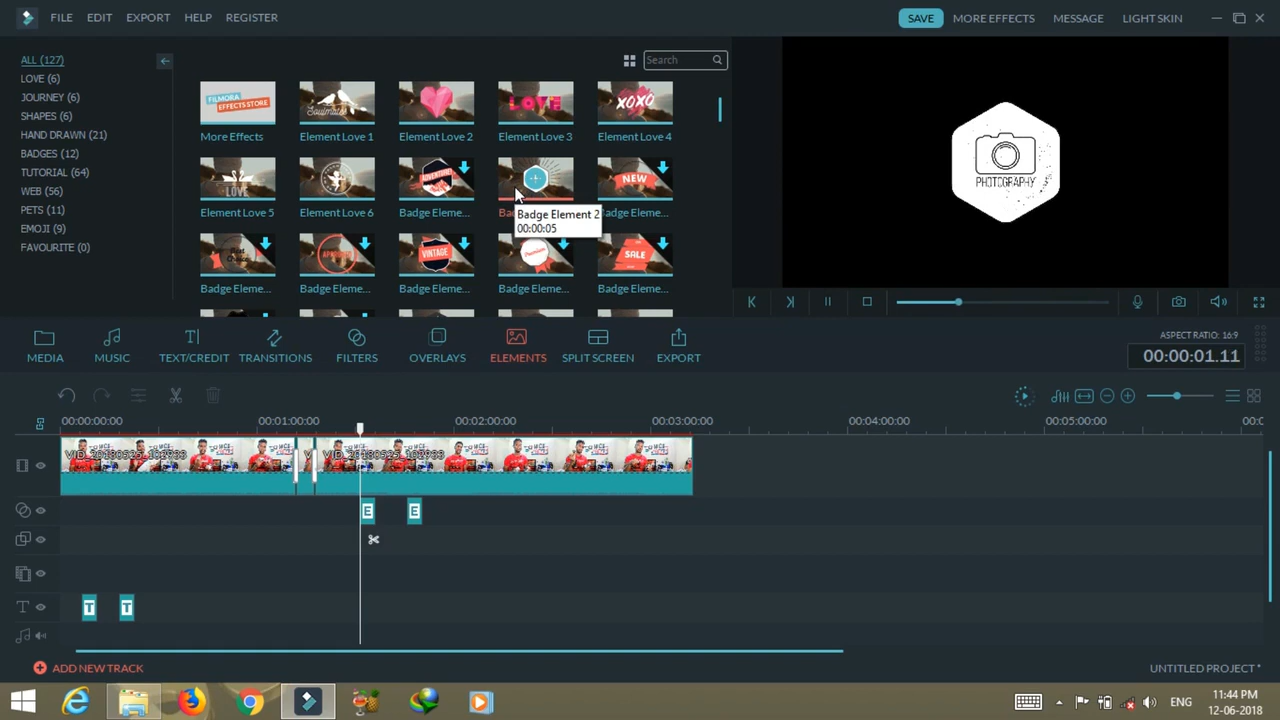 FILE EDIT EXPORT HELP REGISTER SAVE MORE EFFECTS MESSAGE LIGHT SKIN
ALL (127)
LOVE (6)
JOURNEY (6)
SHAPES (6)
HAND DRAWN (21)
BADGES (12)
TUTORIAL (64)
WEB (56)
PETS (11)
EMOJI (9)
FAVOURITE (0)
Search
FILMORA
EFFECTS STORE
Soulmates
LOVE
XOXO
More Effects Element Love 1 Element Love 2 Element Love 3 Element Love 4
LOVE
ADVENTURE
NEW
Element Love 5 Element Love 6 Badge Eleme... Badge Eleme...
Badge Element 2
00:00:05
APPROVED
VINTAGE
Premium
SALE
Badge Eleme... Badge Eleme... Badge Eleme... Badge Eleme... Badge Eleme...
PHOTOGRAPHY
MEDIA MUSIC TEXT/CREDIT TRANSITIONS FILTERS OVERLAYS ELEMENTS SPLIT SCREEN EXPORT
ASPECT RATIO: 16:9
00:00:01.11
00:00:00:00 00:01:00:00 00:02:00:00 00:03:00:00 00:04:00:00 00:05:00:00
VID_20180525_102933 VID_20180525_102933
E E
T T T
ADD NEW TRACK
UNTITLED PROJECT *
ENG
11:44 PM
12-06-2018